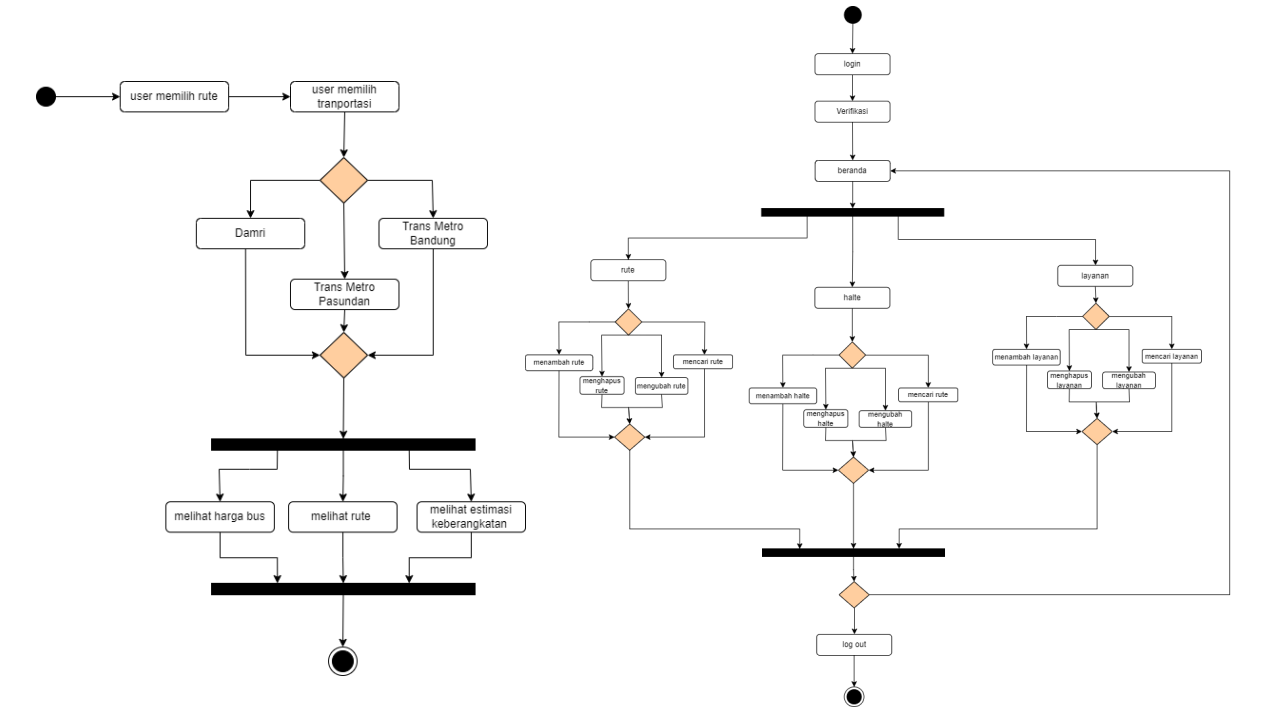 user memilih rute
user memilih
tranportasi
Damri
Trans Metro
Bandung
Trans Metro
Pasundan
melihat harga bus
melihat rute
melihat estimasi
keberangkatan
login
Verifikasi
beranda
rute
menambah rute
menghapus
rute
mengubah rute
mencari rute
halte
menambah halte
menghapus
halte
mengubah
halte
mencari rute
layanan
menambah layanan
menghapus
layanan
mengubah
layanan
mencari layanan
log out